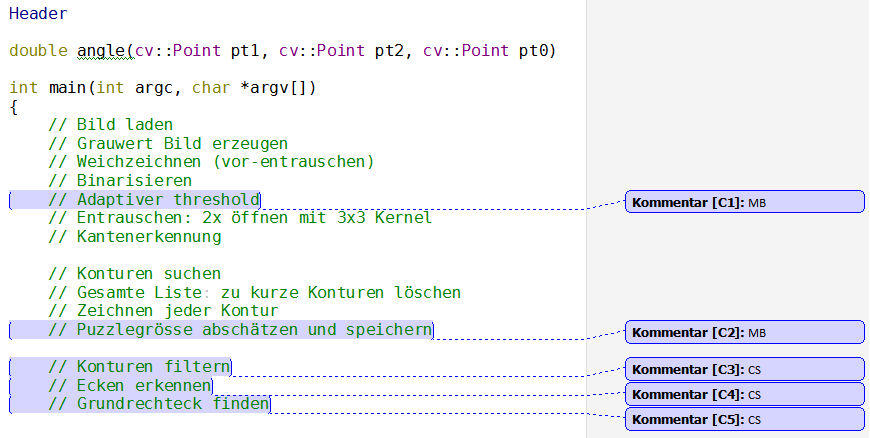 Header
double angle(cv::Point pt1, cv::Point pt2, cv::Point pt0)
int main(int argc, char *argv[])
{
// Bild laden
// Grauwert Bild erzeugen
// Weichzeichnen (vor-entrauschen)
// Binarisieren
// Adaptiver threshold
Kommentar [C1]: MB
// Entrauschen: 2x öffnen mit 3x3 Kernel
// Kantenerkennung
// Konturen suchen
// Gesamte Liste: zu kurze Konturen löschen
// Zeichnen jeder Kontur
// Puzzlegrösse abschätzen und speichern
Kommentar [C2]: MB
// Konturen filtern
Kommentar [C3]: CS
// Ecken erkennen
Kommentar [C4]: CS
// Grundrechteck finden
Kommentar [C5]: CS